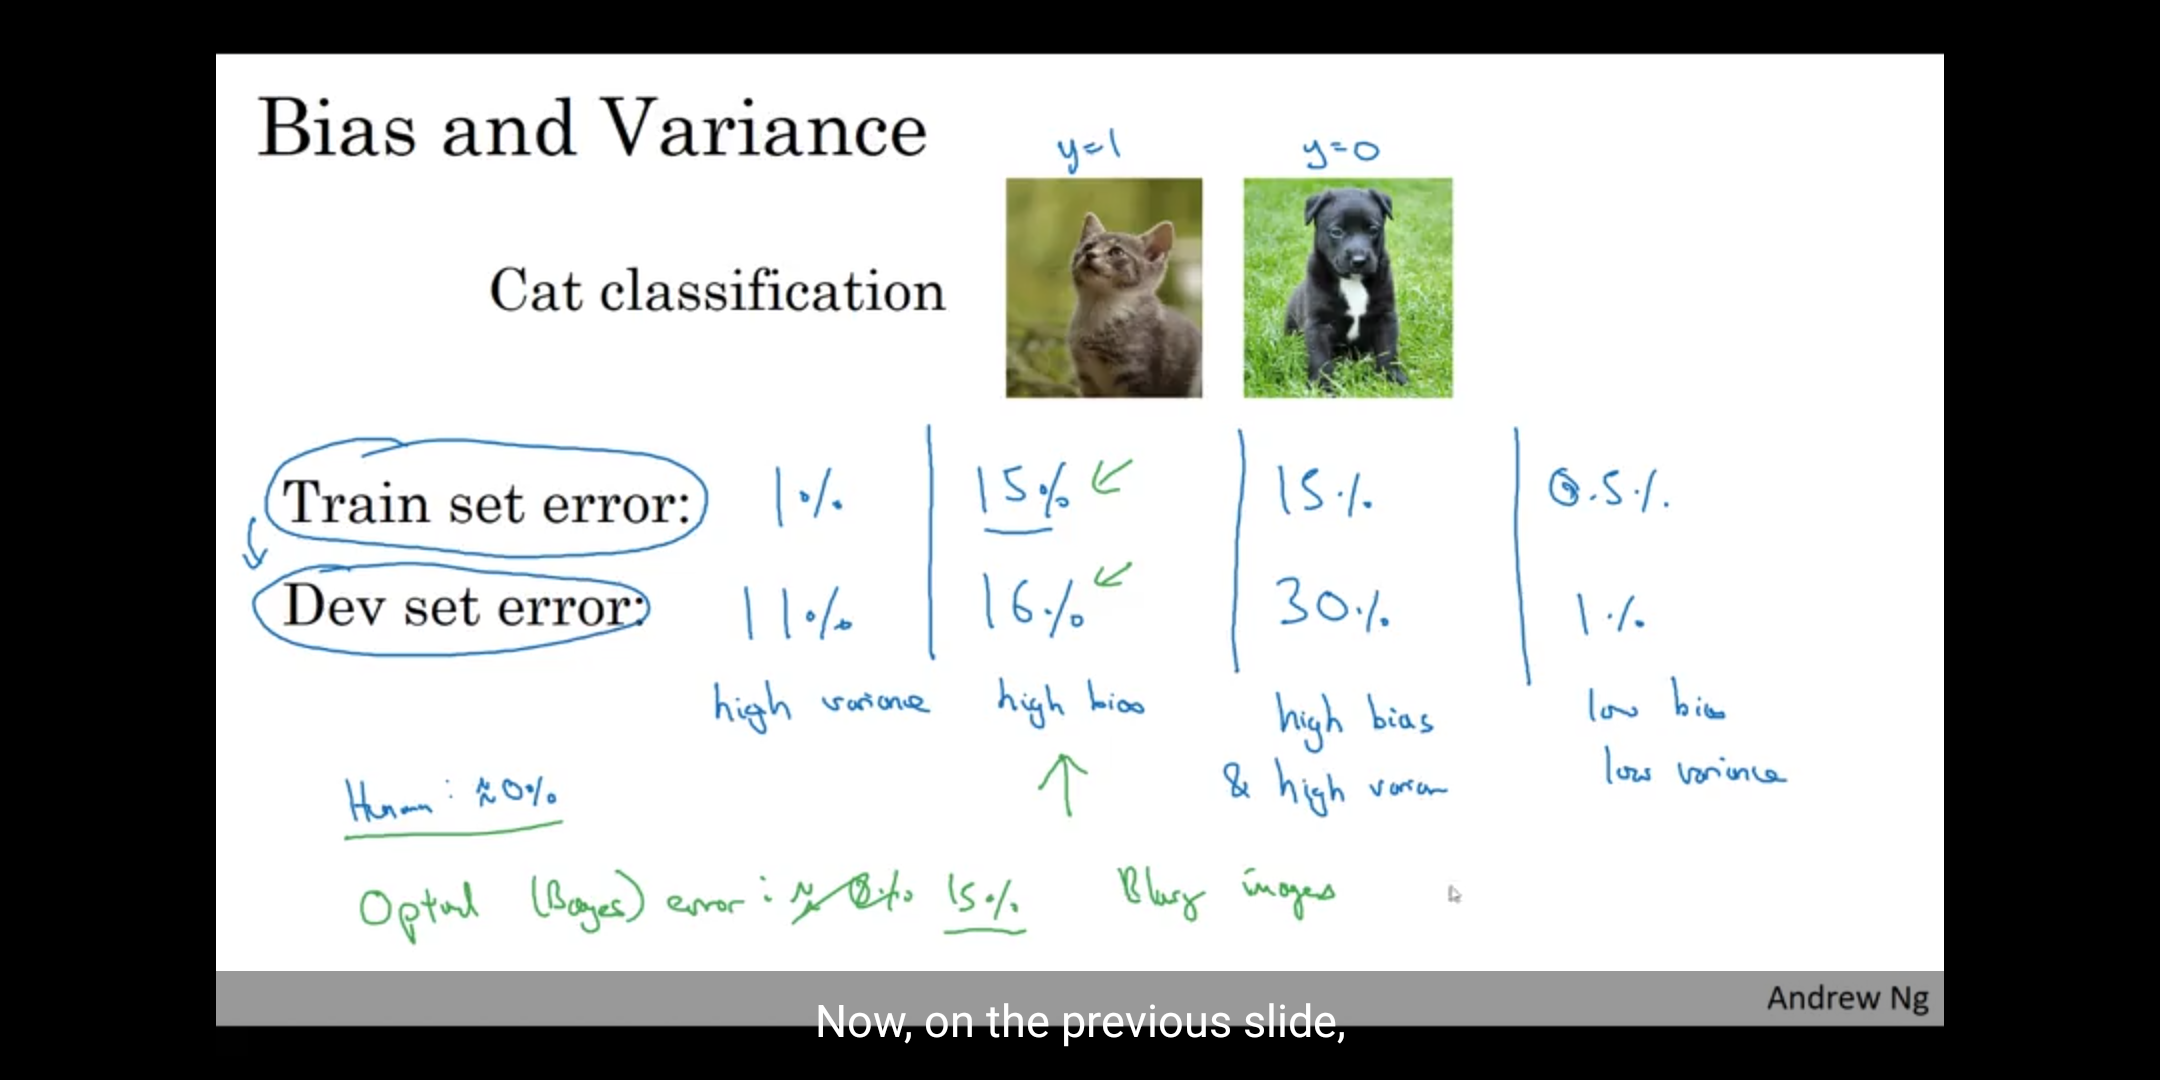 Bias and Variance
y=1 y=0
Cat classification
Train set error: 1% 15% 15% 0.5%
Dev set error: 11% 16% 30% 1%
high variance high bias high bias low bias
& high varian low variance
Human: ≈0%
Optimal (Bayes) error: ≈ 0% 15% Blurry images
Andrew Ng
Now, on the previous slide,